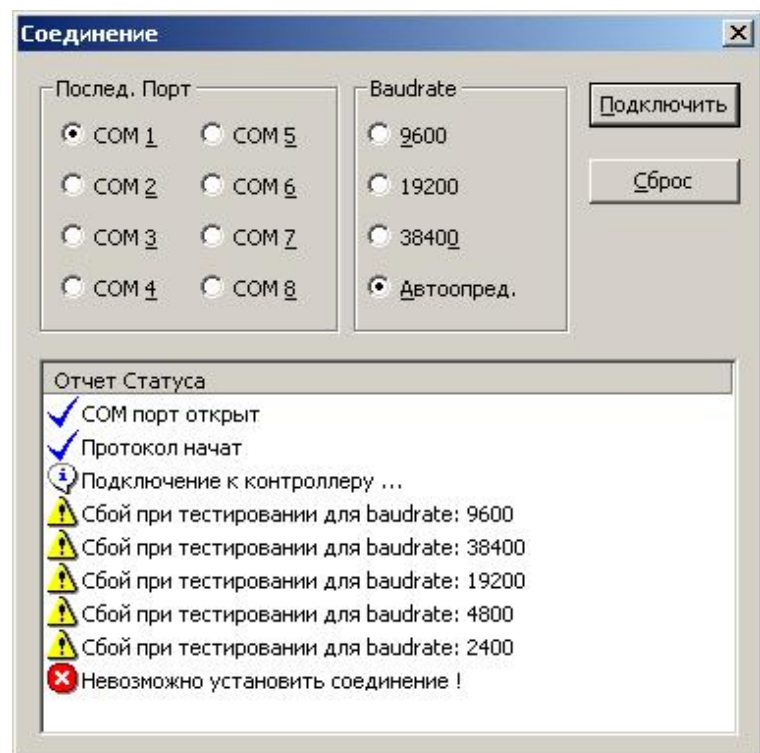 Соединение
Послед. Порт
COM 1
COM 5
COM 2
COM 6
COM 3
COM 7
COM 4
COM 8
Baudrate
9600
19200
38400
Автоопред.
Подключить
Сброс
Отчет Статуса
COM порт открыт
Протокол начат
Подключение к контроллеру ...
Сбой при тестировании для baudrate: 9600
Сбой при тестировании для baudrate: 38400
Сбой при тестировании для baudrate: 19200
Сбой при тестировании для baudrate: 4800
Сбой при тестировании для baudrate: 2400
Невозможно установить соединение !